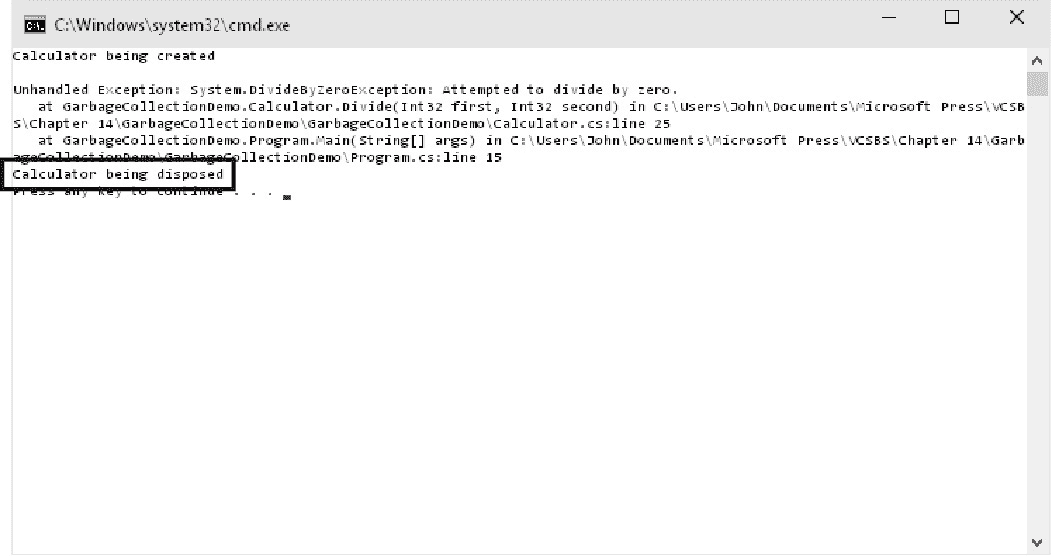 C:\Windows\system32\cmd.exe
Calculator being created
Unhandled Exception: System.DivideByZeroException: Attempted to divide by zero.
at GarbageCollectionDemo.Calculator.Divide(Int32 first, Int32 second) in C:\Users\John\Documents\Microsoft Press\VCSB
S\Chapter 14\GarbageCollectionDemo\GarbageCollectionDemo\Calculator.cs:line 25
at GarbageCollectionDemo.Program.Main(String[] args) in C:\Users\John\Documents\Microsoft Press\VCSBS\Chapter 14\Garb
ageCollectionDemo\GarbageCollectionDemo\Program.cs:line 15
Calculator being disposed
Press any key to continue . . .